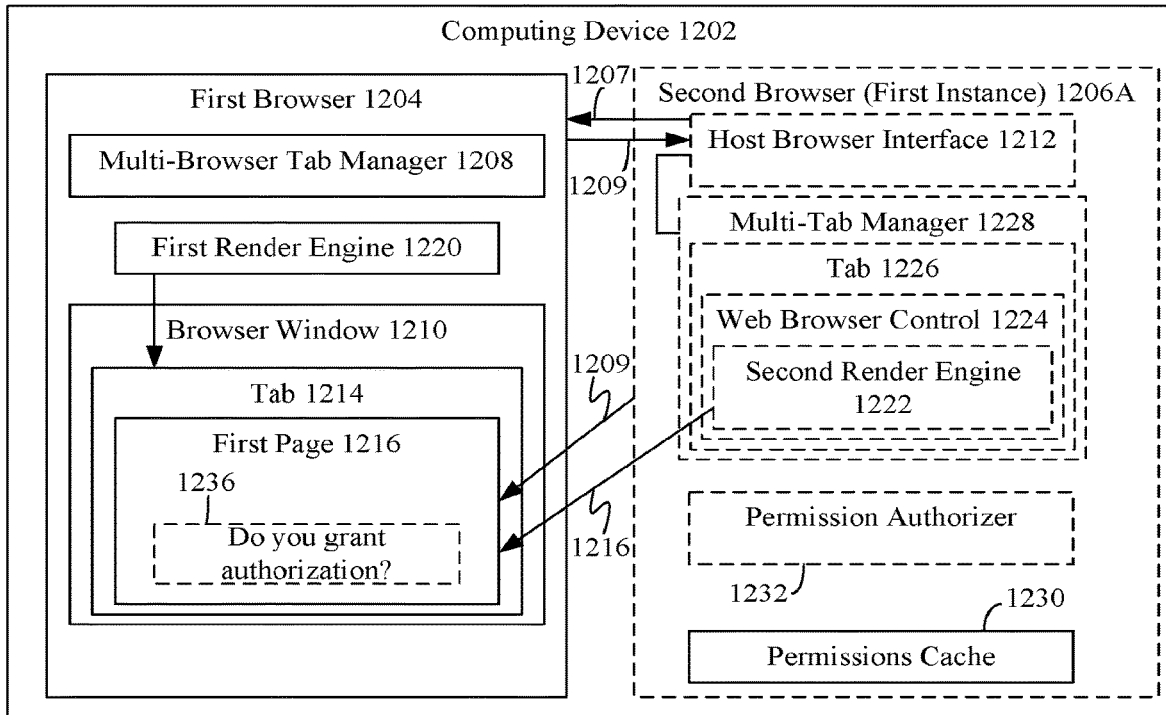 Computing Device 1202
First Browser 1204
Multi-Browser Tab Manager 1208
First Render Engine 1220
Browser Window 1210
Tab 1214
First Page 1216
1236
Do you grant
authorization?
1207
1209
1209
1216
Second Browser (First Instance) 1206A
Host Browser Interface 1212
Multi-Tab Manager 1228
Tab 1226
Web Browser Control 1224
Second Render Engine
1222
Permission Authorizer
1232
1230
Permissions Cache